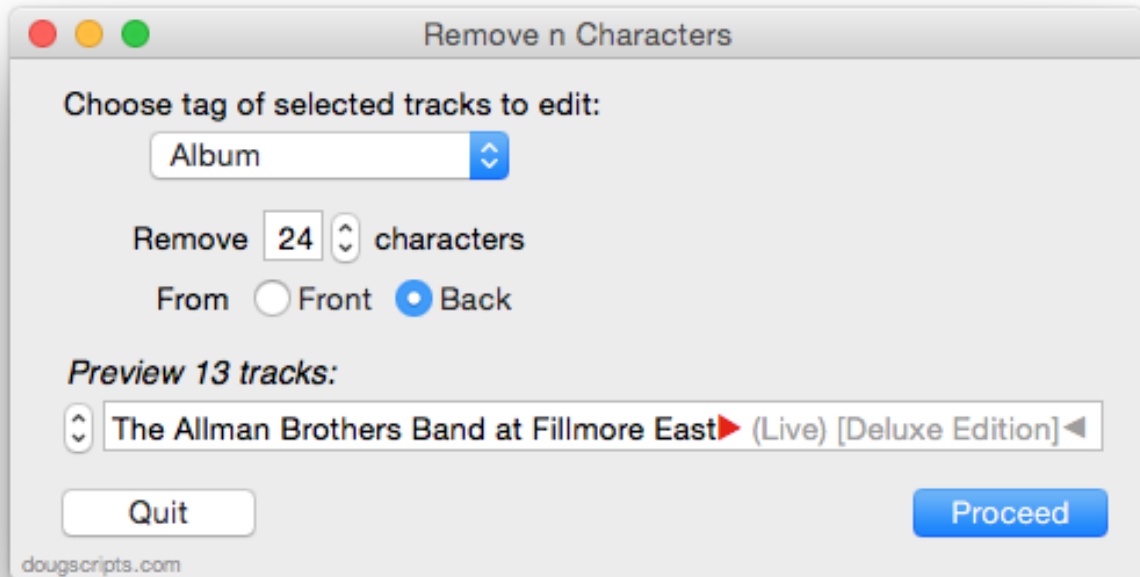 Remove n Characters
Choose tag of selected tracks to edit:
Album
Remove 24 characters
From Front Back
Preview 13 tracks:
The Allman Brothers Band at Fillmore East▶ (Live) [Deluxe Edition]◀
Quit Proceed
dougscripts.com